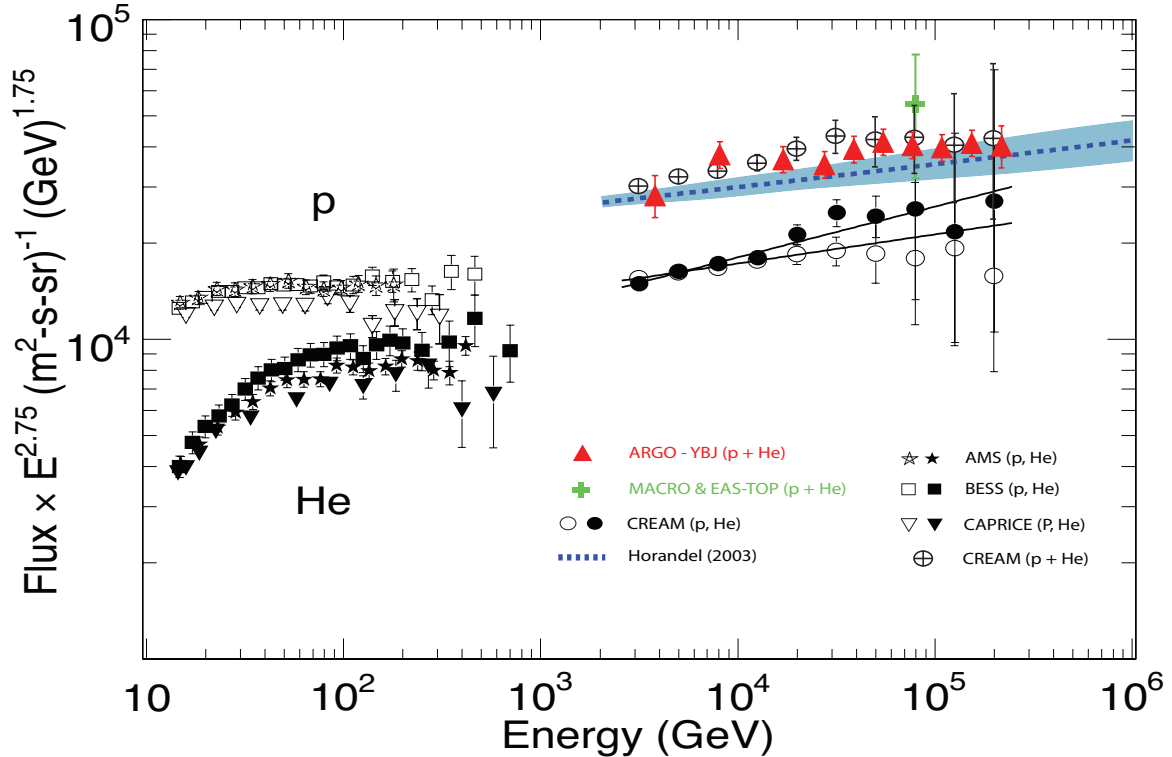 Flux × E^2.75 (m²-s-sr)^-1 (GeV)^1.75
10^5
10^4
p
He
ARGO - YBJ (p + He)
MACRO & EAS-TOP (p + He)
CREAM (p, He)
Horandel (2003)
AMS (p, He)
BESS (p, He)
CAPRICE (P, He)
CREAM (p + He)
10 10^2 10^3 10^4 10^5 10^6
Energy (GeV)